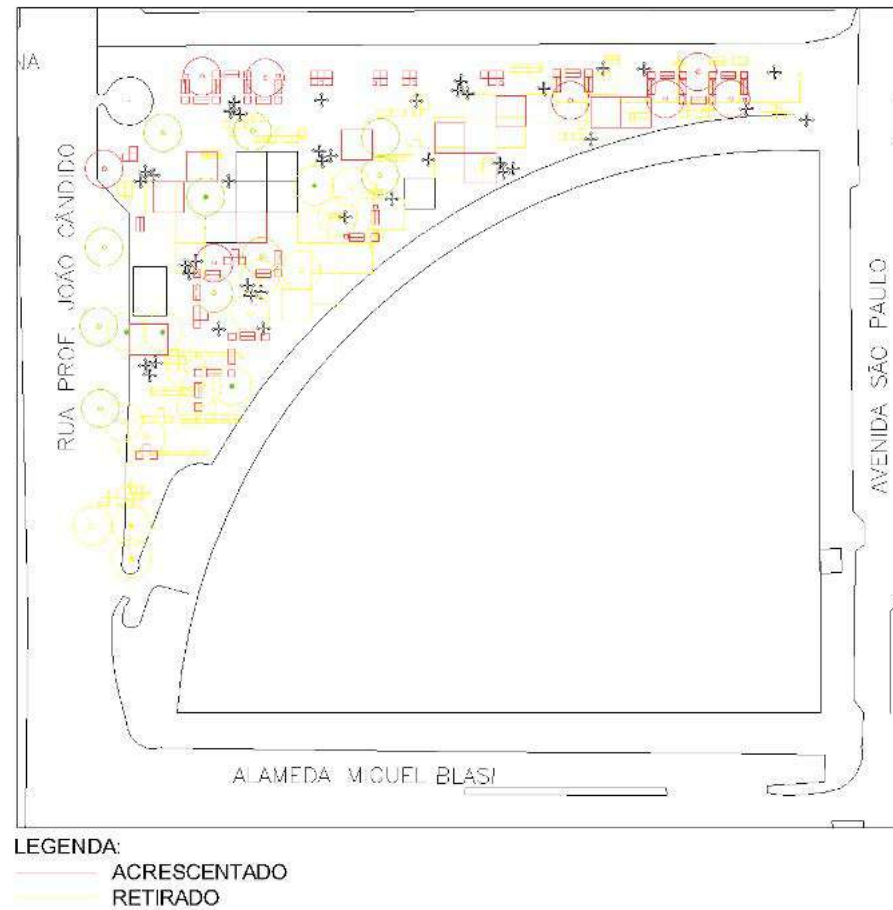 RUA PROF. JOÃO CÂNDIDO
AVENIDA SÃO PAULO
ALAMEDA MIGUEL BLASI
LEGENDA:
ACRESCENTADO
RETIRADO